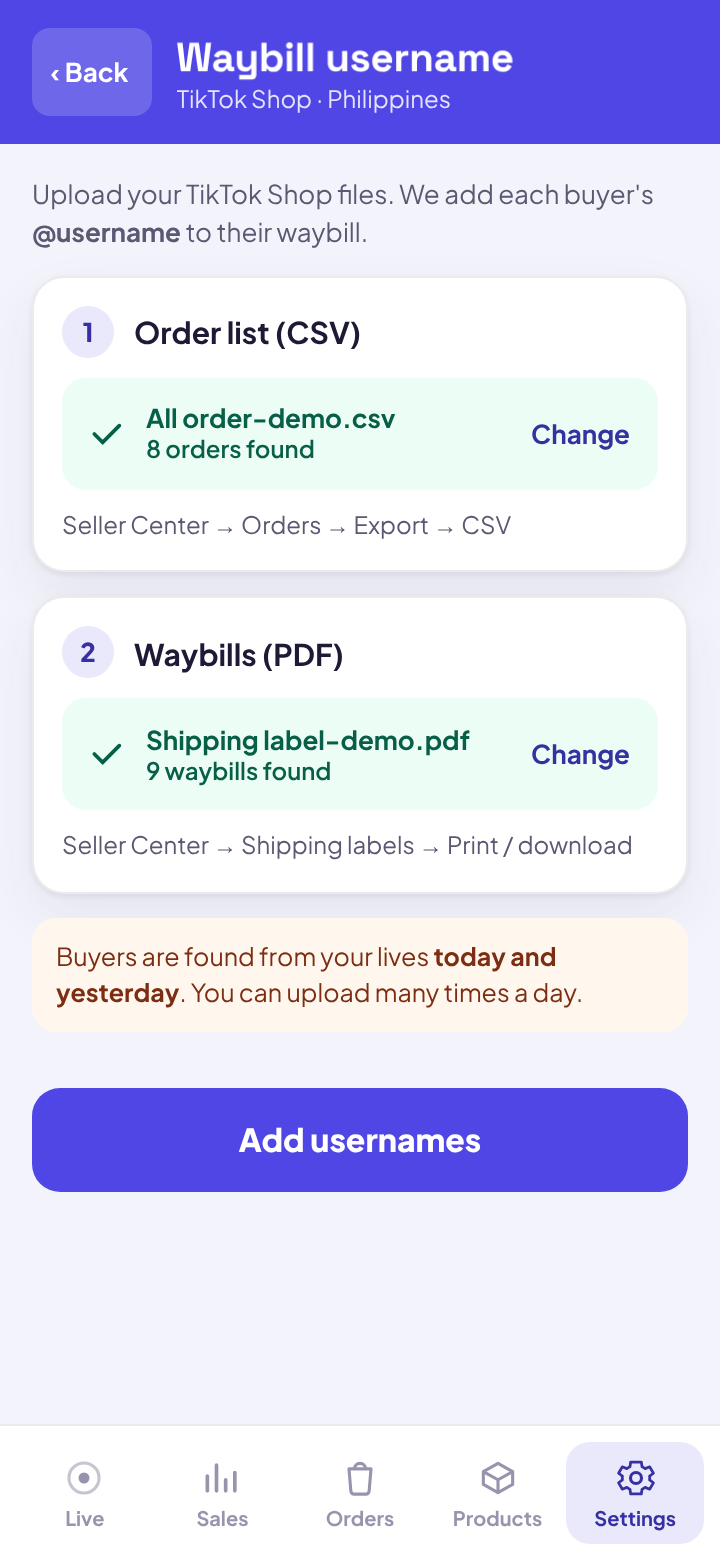 ‹ Back
Waybill username
TikTok Shop · Philippines
Upload your TikTok Shop files. We add each buyer's
@username to their waybill.
1
Order list (CSV)
All order-demo.csv
8 orders found
Change
Seller Center → Orders → Export → CSV
2
Waybills (PDF)
Shipping label-demo.pdf
9 waybills found
Change
Seller Center → Shipping labels → Print / download
Buyers are found from your lives today and
yesterday. You can upload many times a day.
Add usernames
Live
Sales
Orders
Products
Settings